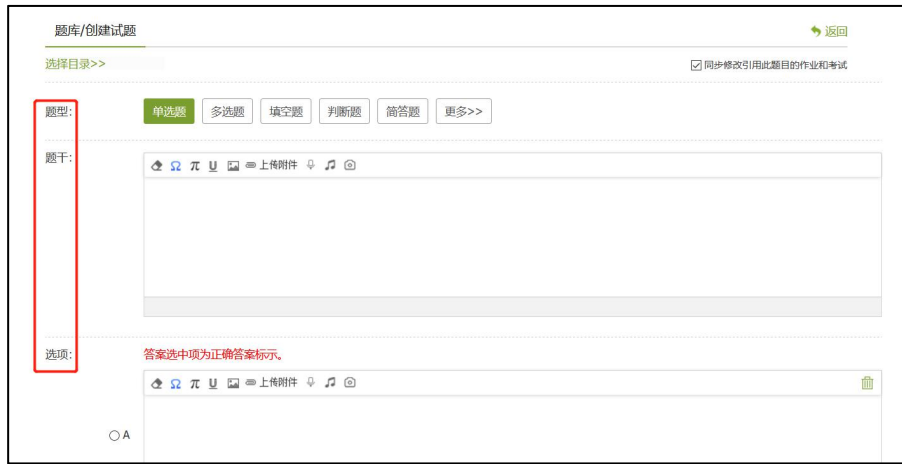 题库/创建试题
返回
选择目录>>
同步修改引用此题目的作业和考试
题型:
单选题 多选题 填空题 判断题 简答题 更多>>
题干:
Ω π U 上传附件
选项:
答案选中项为正确答案标示。
Ω π U 上传附件
A